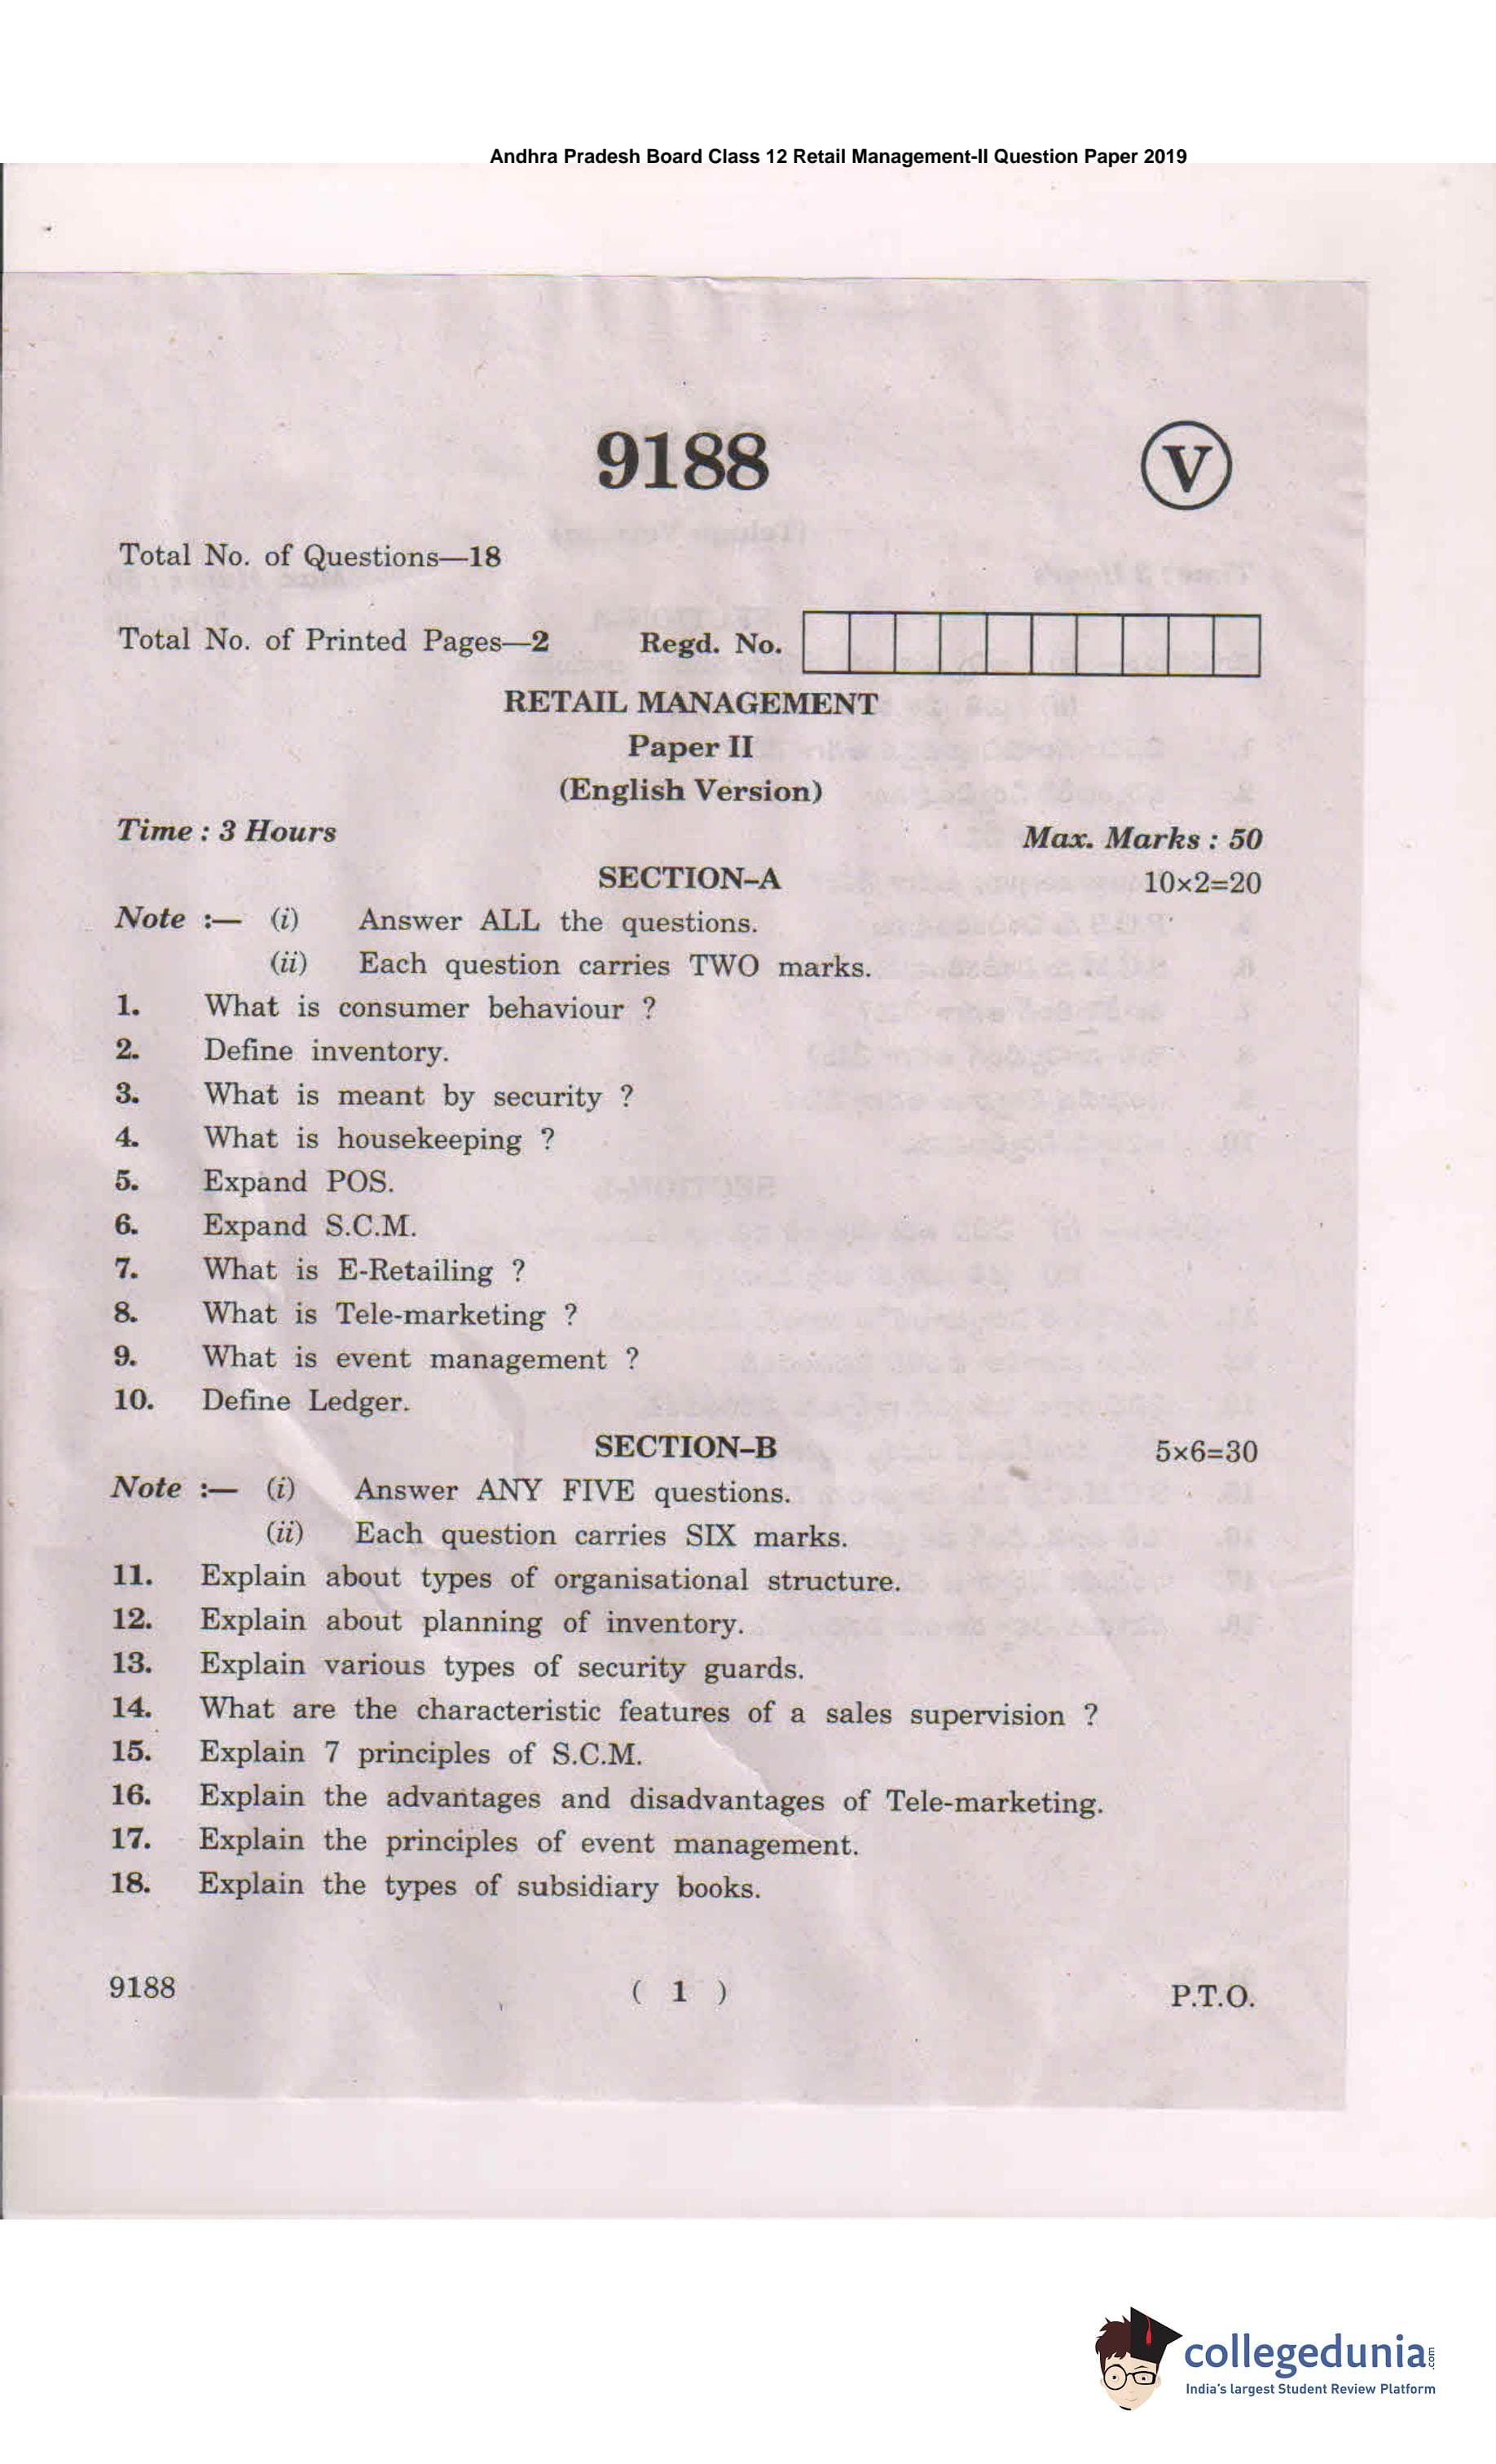 Andhra Pradesh Board Class 12 Retail Management-II Question Paper 2019
9188
V
Total No. of Questions—18
Total No. of Printed Pages—2 Regd. No.
RETAIL MANAGEMENT
Paper II
(English Version)
Time : 3 Hours Max. Marks : 50
SECTION–A 10×2=20
Note :— (i) Answer ALL the questions.
(ii) Each question carries TWO marks.
1. What is consumer behaviour ?
2. Define inventory.
3. What is meant by security ?
4. What is housekeeping ?
5. Expand POS.
6. Expand S.C.M.
7. What is E-Retailing ?
8. What is Tele-marketing ?
9. What is event management ?
10. Define Ledger.
SECTION–B 5×6=30
Note :— (i) Answer ANY FIVE questions.
(ii) Each question carries SIX marks.
11. Explain about types of organisational structure.
12. Explain about planning of inventory.
13. Explain various types of security guards.
14. What are the characteristic features of a sales supervision ?
15. Explain 7 principles of S.C.M.
16. Explain the advantages and disadvantages of Tele-marketing.
17. Explain the principles of event management.
18. Explain the types of subsidiary books.
9188 ( 1 ) P.T.O.
collegedunia.com
India's largest Student Review Platform